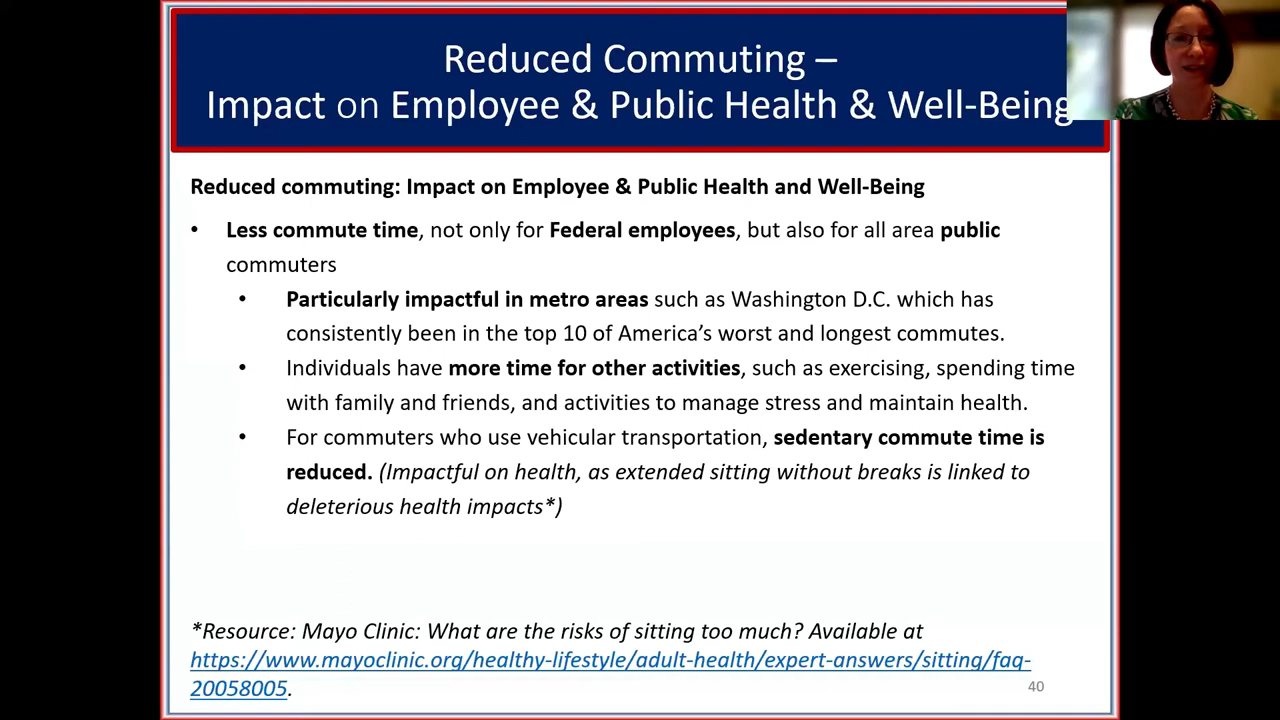 Reduced Commuting –
Impact on Employee & Public Health & Well-Being
Reduced commuting: Impact on Employee & Public Health and Well-Being
• Less commute time, not only for Federal employees, but also for all area public
commuters
• Particularly impactful in metro areas such as Washington D.C. which has
consistently been in the top 10 of America’s worst and longest commutes.
• Individuals have more time for other activities, such as exercising, spending time
with family and friends, and activities to manage stress and maintain health.
• For commuters who use vehicular transportation, sedentary commute time is
reduced. (Impactful on health, as extended sitting without breaks is linked to
deleterious health impacts*)
*Resource: Mayo Clinic: What are the risks of sitting too much? Available at
https://www.mayoclinic.org/healthy-lifestyle/adult-health/expert-answers/sitting/faq-
20058005.
40